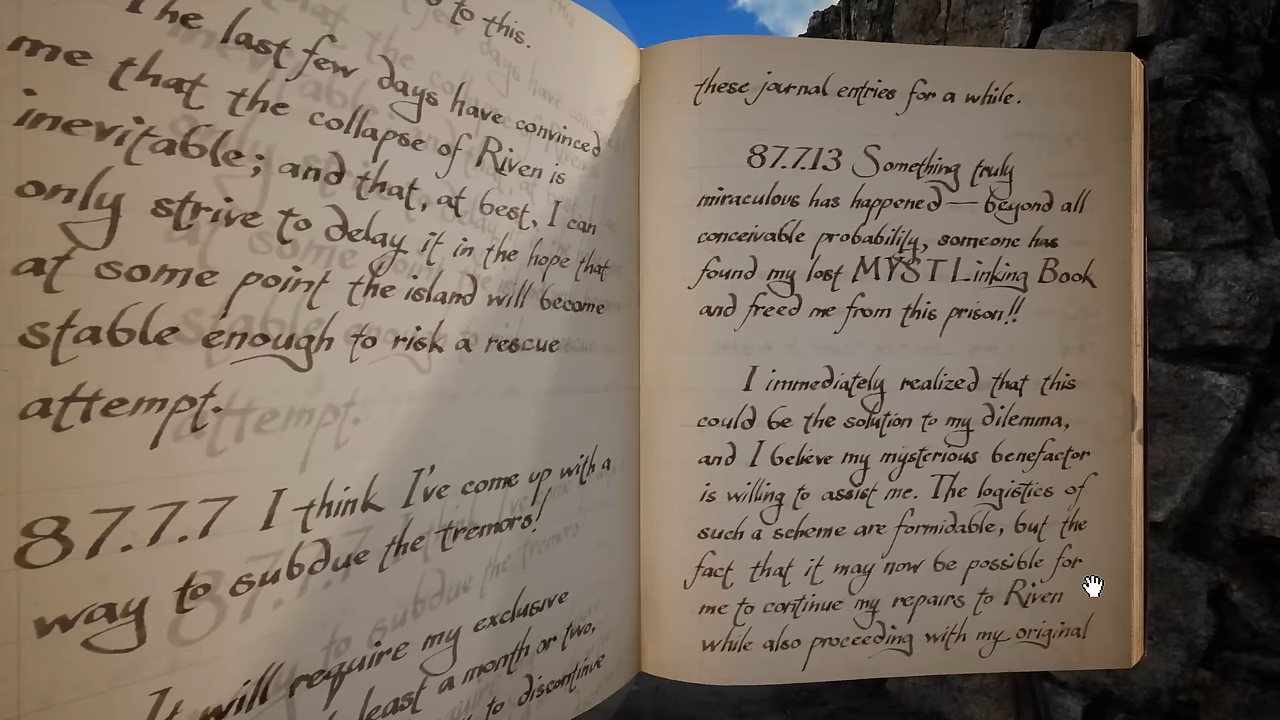 to this.
The last few days have convinced
me that the collapse of Riven is
inevitable; and that, at best, I can
only strive to delay it in the hope that
at some point the island will become
stable enough to risk a rescue
attempt.
87.7.7 I think I've come up with a
way to subdue the tremors!
It will require my exclusive
least a month or two,
to discontinue
these journal entries for a while.
87.7.13 Something truly
miraculous has happened — beyond all
conceivable probability, someone has
found my lost MYST Linking Book
and freed me from this prison!!
I immediately realized that this
could be the solution to my dilemma,
and I believe my mysterious benefactor
is willing to assist me. The logistics of
such a scheme are formidable, but the
fact that it may now be possible for
me to continue my repairs to Riven
while also proceeding with my original